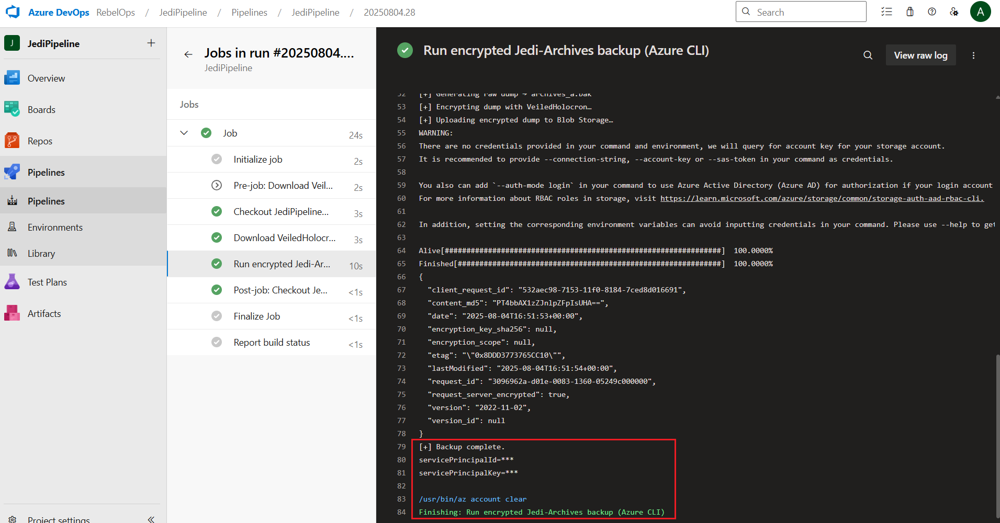 Azure DevOps RebelOps / JediPipeline / Pipelines / JediPipeline / 20250804.28
Search
A
J JediPipeline +
Overview
Boards
Repos
Pipelines
Pipelines
Environments
Library
Test Plans
Artifacts
Project settings
Jobs in run #20250804....
JediPipeline
Jobs
Job 24s
Initialize job 2s
Pre-job: Download Veil... 2s
Checkout JediPipeline... 3s
Download VeiledHolocr... 3s
Run encrypted Jedi-Ar... 10s
Post-job: Checkout Je... <1s
Finalize Job <1s
Report build status <1s
Run encrypted Jedi-Archives backup (Azure CLI)
View raw log
52 [+] Generating raw dump → archives_a.bak
53 [+] Encrypting dump with VeiledHolocron…
54 [+] Uploading encrypted dump to Blob Storage…
55 WARNING:
56 There are no credentials provided in your command and environment, we will query for account key for your storage account.
57 It is recommended to provide --connection-string, --account-key or --sas-token in your command as credentials.
58
59 You also can add `--auth-mode login` in your command to use Azure Active Directory (Azure AD) for authorization if your login account
60 For more information about RBAC roles in storage, visit https://learn.microsoft.com/azure/storage/common/storage-auth-aad-rbac-cli.
61
62 In addition, setting the corresponding environment variables can avoid inputting credentials in your command. Please use --help to get
63
64 Alive[################################################################] 100.0000%
65 Finished[#############################################################] 100.0000%
66 {
67 "client_request_id": "532aec98-7153-11f0-8184-7ced8d016691",
68 "content_md5": "PT4bbAX1zZJnlpZFpIsUHA==",
69 "date": "2025-08-04T16:51:53+00:00",
70 "encryption_key_sha256": null,
71 "encryption_scope": null,
72 "etag": "\"0x8DDD3773765CC10\"",
73 "lastModified": "2025-08-04T16:51:54+00:00",
74 "request_id": "3096962a-d01e-0083-1360-05249c000000",
75 "request_server_encrypted": true,
76 "version": "2022-11-02",
77 "version_id": null
78 }
79 [+] Backup complete.
80 servicePrincipalId=***
81 servicePrincipalKey=***
82
83 /usr/bin/az account clear
84 Finishing: Run encrypted Jedi-Archives backup (Azure CLI)